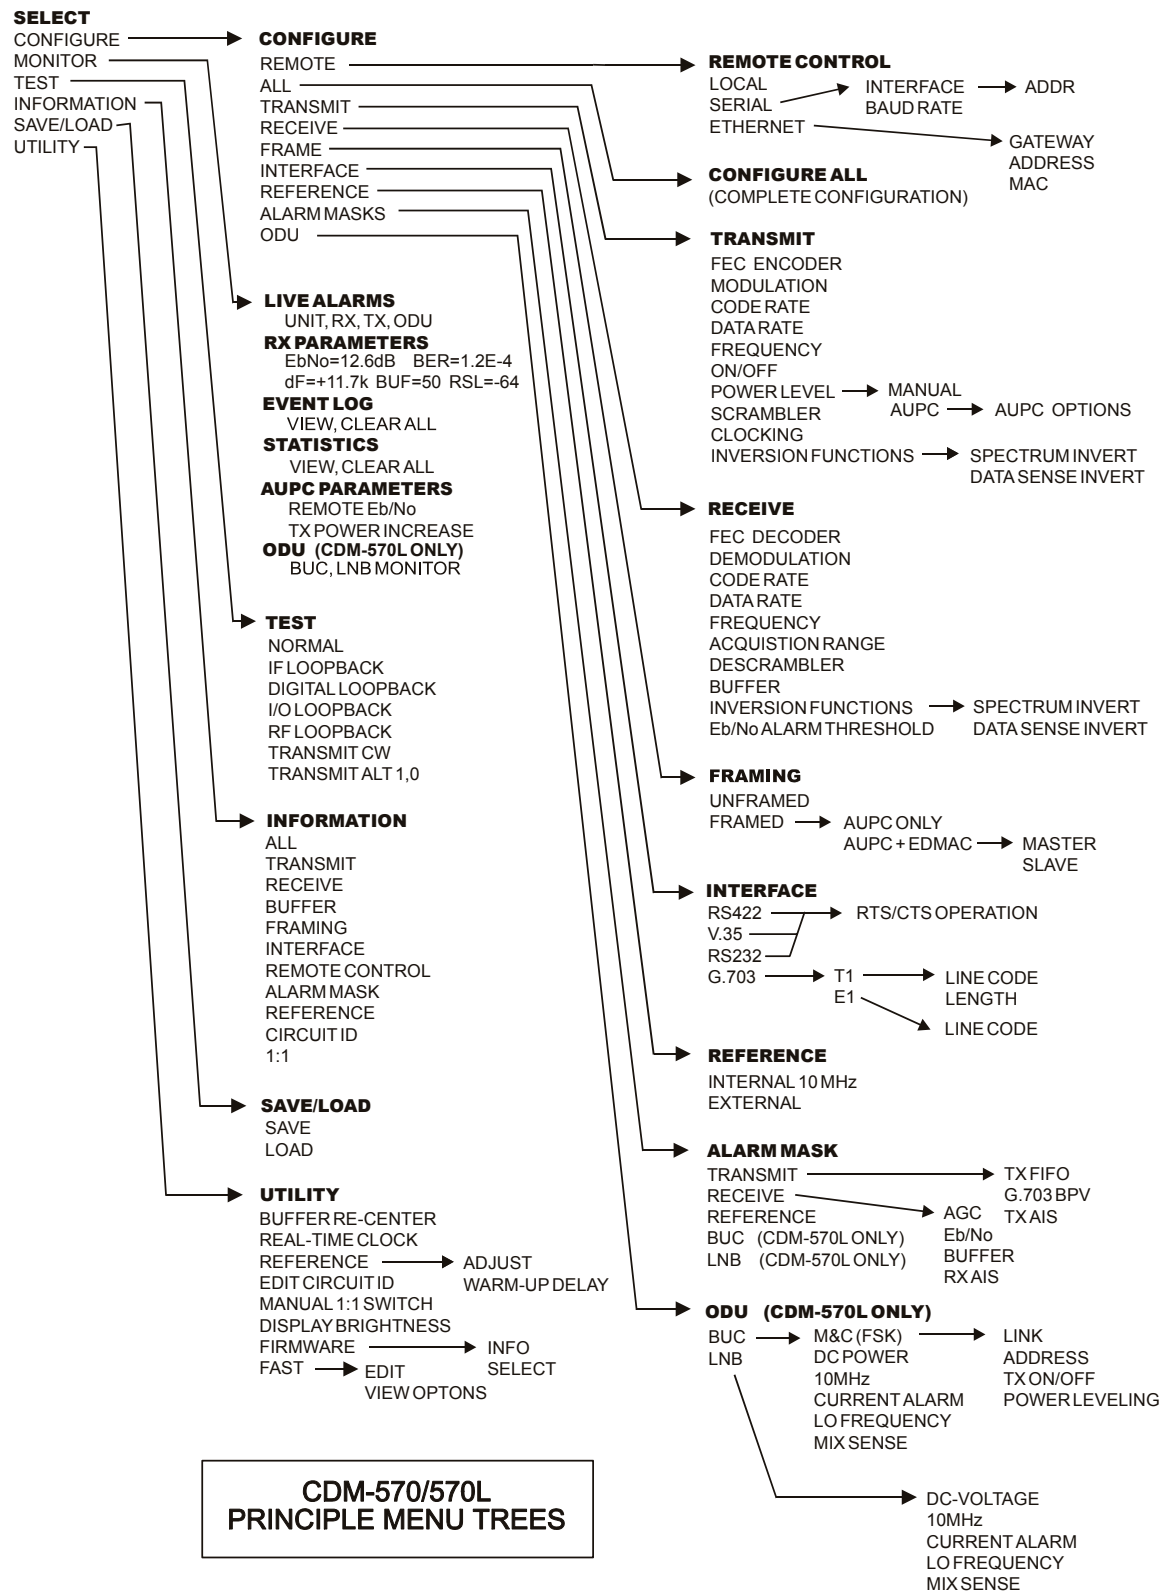 SELECT
CONFIGURE
MONITOR
TEST
INFORMATION
SAVE/LOAD
UTILITY
CONFIGURE
REMOTE
ALL
TRANSMIT
RECEIVE
FRAME
INTERFACE
REFERENCE
ALARM MASKS
ODU
LIVE ALARMS
UNIT, RX, TX, ODU
RX PARAMETERS
EbNo=12.6dB BER=1.2E-4
dF=+11.7k BUF=50 RSL=-64
EVENT LOG
VIEW, CLEAR ALL
STATISTICS
VIEW, CLEAR ALL
AUPC PARAMETERS
REMOTE Eb/No
TX POWER INCREASE
ODU (CDM-570L ONLY)
BUC, LNB MONITOR
TEST
NORMAL
IF LOOPBACK
DIGITAL LOOPBACK
I/O LOOPBACK
RF LOOPBACK
TRANSMIT CW
TRANSMIT ALT 1,0
INFORMATION
ALL
TRANSMIT
RECEIVE
BUFFER
FRAMING
INTERFACE
REMOTE CONTROL
ALARM MASK
REFERENCE
CIRCUIT ID
1:1
SAVE/LOAD
SAVE
LOAD
UTILITY
BUFFER RE-CENTER
REAL-TIME CLOCK
REFERENCE
ADJUST
WARM-UP DELAY
EDIT CIRCUIT ID
MANUAL 1:1 SWITCH
DISPLAY BRIGHTNESS
FIRMWARE
INFO
SELECT
FAST
EDIT
VIEW OPTONS
REMOTE CONTROL
LOCAL
SERIAL
INTERFACE
ADDR
BAUD RATE
ETHERNET
GATEWAY
ADDRESS
MAC
CONFIGURE ALL
(COMPLETE CONFIGURATION)
TRANSMIT
FEC ENCODER
MODULATION
CODE RATE
DATA RATE
FREQUENCY
ON/OFF
POWER LEVEL
MANUAL
AUPC
AUPC OPTIONS
SCRAMBLER
CLOCKING
INVERSION FUNCTIONS
SPECTRUM INVERT
DATA SENSE INVERT
RECEIVE
FEC DECODER
DEMODULATION
CODE RATE
DATA RATE
FREQUENCY
ACQUISTION RANGE
DESCRAMBLER
BUFFER
INVERSION FUNCTIONS
SPECTRUM INVERT
Eb/No ALARM THRESHOLD
DATA SENSE INVERT
FRAMING
UNFRAMED
FRAMED
AUPC ONLY
AUPC + EDMAC
MASTER
SLAVE
INTERFACE
RS422
RTS/CTS OPERATION
V.35
RS232
G.703
T1
LINE CODE
LENGTH
E1
LINE CODE
REFERENCE
INTERNAL 10 MHz
EXTERNAL
ALARM MASK
TRANSMIT
TX FIFO
G.703 BPV
TX AIS
RECEIVE
AGC
Eb/No
BUFFER
RX AIS
REFERENCE
BUC (CDM-570L ONLY)
LNB (CDM-570L ONLY)
ODU (CDM-570L ONLY)
BUC
LNB
M&C (FSK)
DC POWER
10MHz
CURRENT ALARM
LO FREQUENCY
MIX SENSE
LINK
ADDRESS
TX ON/OFF
POWER LEVELING
DC-VOLTAGE
10MHz
CURRENT ALARM
LO FREQUENCY
MIX SENSE
CDM-570/570L
PRINCIPLE MENU TREES